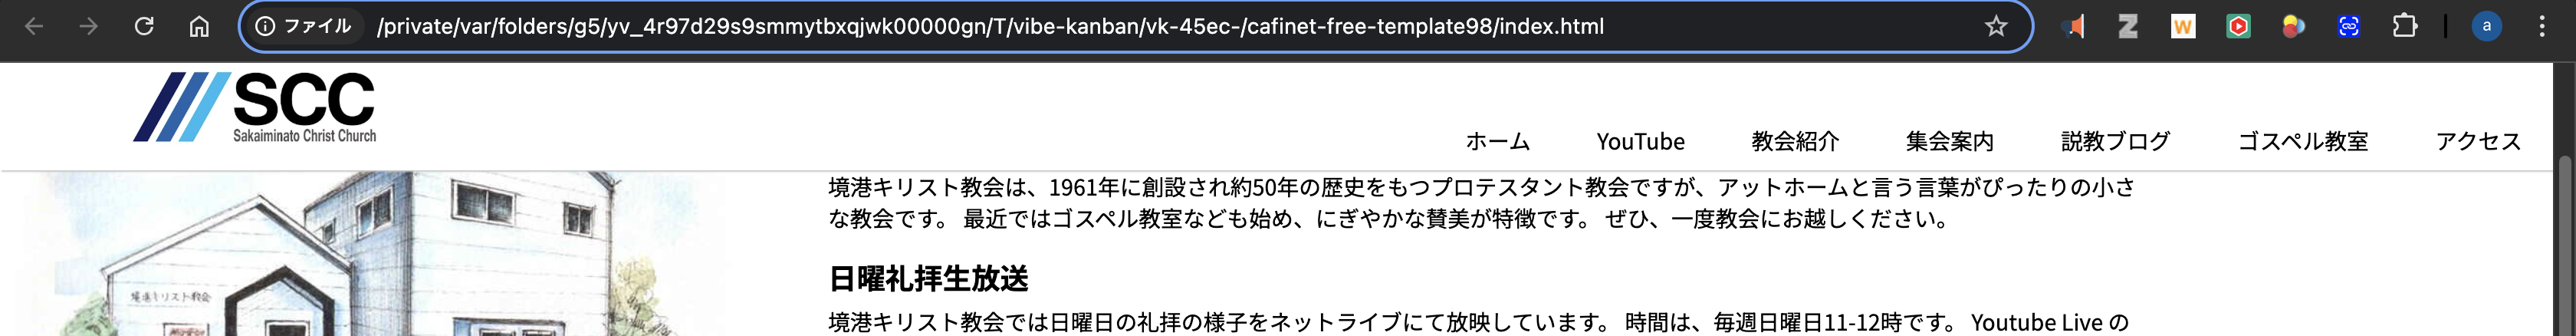 ファイル /private/var/folders/g5/yv_4r97d29s9smmytbxqjwk00000gn/T/vibe-kanban/vk-45ec-/cafinet-free-template98/index.html
Z W a
SCC
Sakaiminato Christ Church
ホーム YouTube 教会紹介 集会案内 説教ブログ ゴスペル教室 アクセス
境港キリスト教会は、1961年に創設され約50年の歴史をもつプロテスタント教会ですが、アットホームと言う言葉がぴったりの小さ
な教会です。 最近ではゴスペル教室なども始め、にぎやかな賛美が特徴です。 ぜひ、一度教会にお越しください。
境港キリスト教会
日曜礼拝生放送
境港キリスト教会では日曜日の礼拝の様子をネットライブにて放映しています。 時間は、毎週日曜日11-12時です。 Youtube Live の